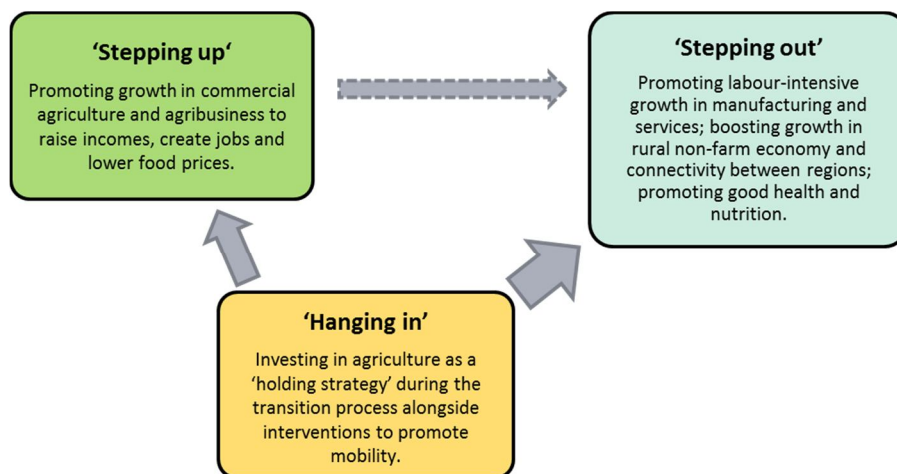 ‘Stepping up‘
Promoting growth in commercial
agriculture and agribusiness to
raise incomes, create jobs and
lower food prices.
‘Stepping out’
Promoting labour-intensive
growth in manufacturing and
services; boosting growth in
rural non-farm economy and
connectivity between regions;
promoting good health and
nutrition.
‘Hanging in’
Investing in agriculture as a
‘holding strategy’ during the
transition process alongside
interventions to promote
mobility.